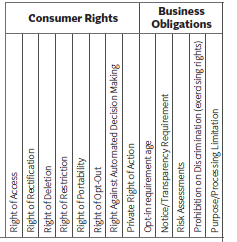 Consumer Rights
Business
Obligations
Right of Access
Right of Rectification
Right of Deletion
Right of Restriction
Right of Portability
Right of Opt-Out
Right Against Automated Decision Making
Private Right of Action
Opt-in requirement age
Notice/Transparency Requirement
Risk Assessments
Prohibition on Discrimination (exercising rights)
Purpose/Processing Limitation